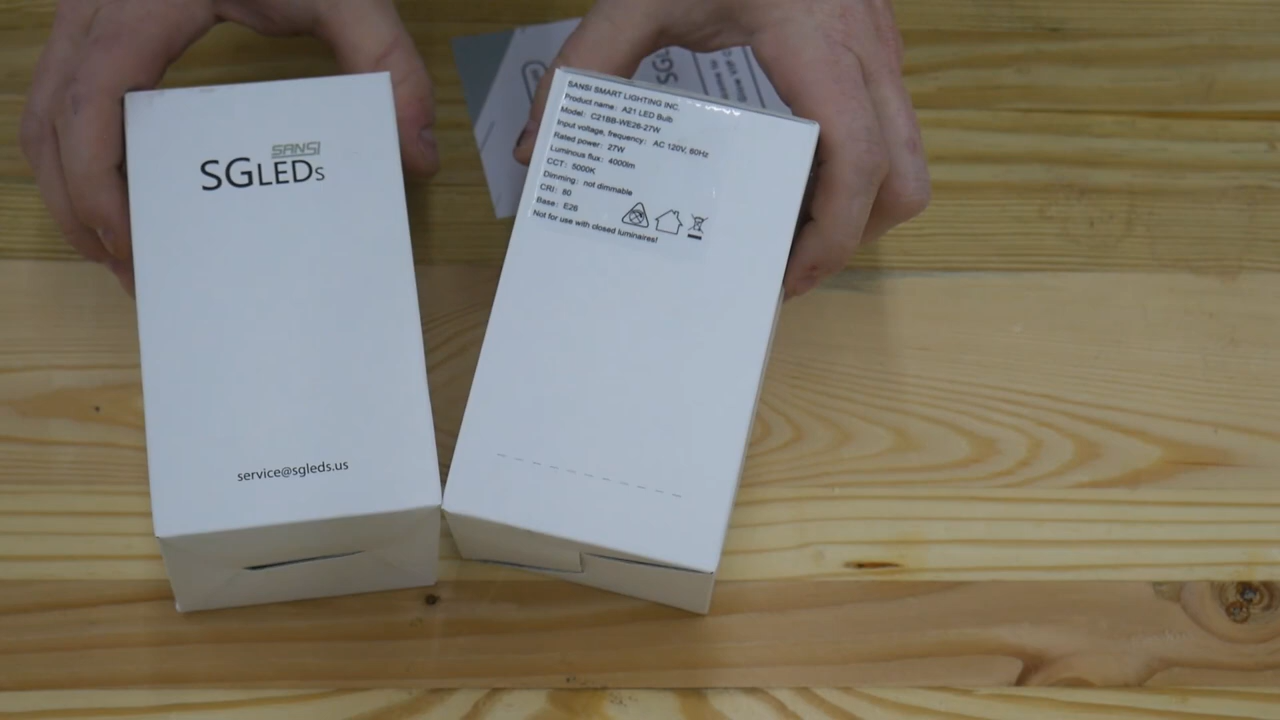 SANSI
SGLEDs
service@sgleds.us
SANSI SMART LIGHTING INC.
Product name: A21 LED Bulb
Model: C21BB-WE26-27W
Input voltage, frequency: AC 120V, 60Hz
Rated power: 27W
Luminous flux: 4000lm
CCT: 5000K
Dimming: not dimmable
CRI: 80
Base: E26
Not for use with closed luminaires!